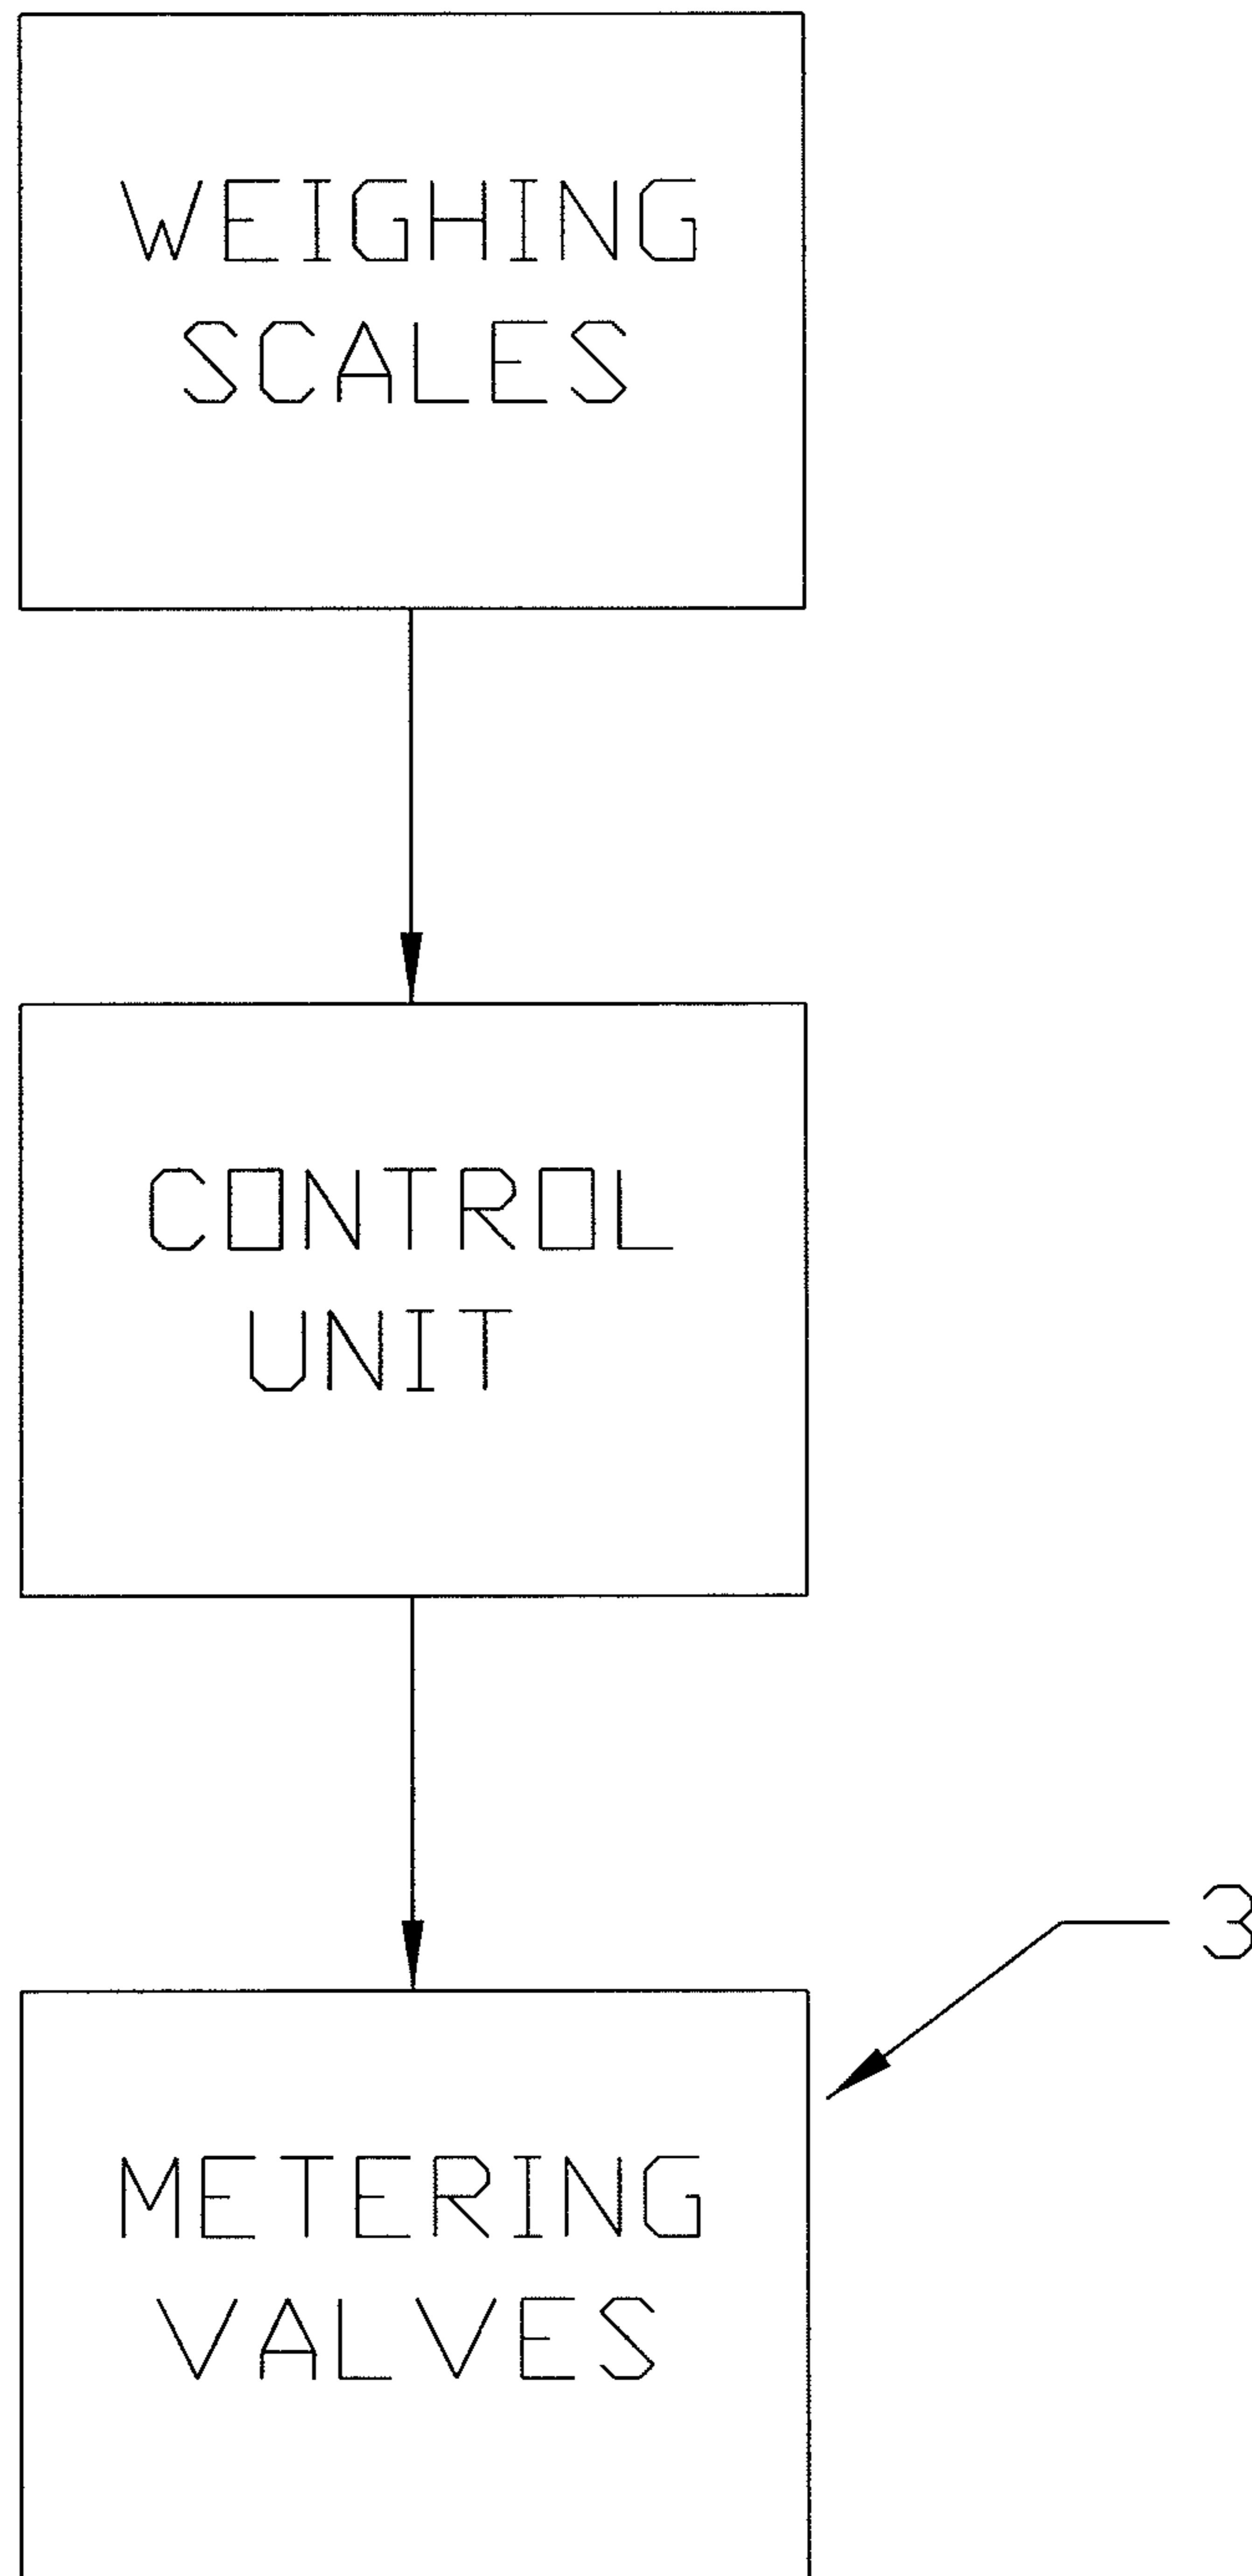 WEIGHING
SCALES
CONTROL
UNIT
3
METERING
VALVES